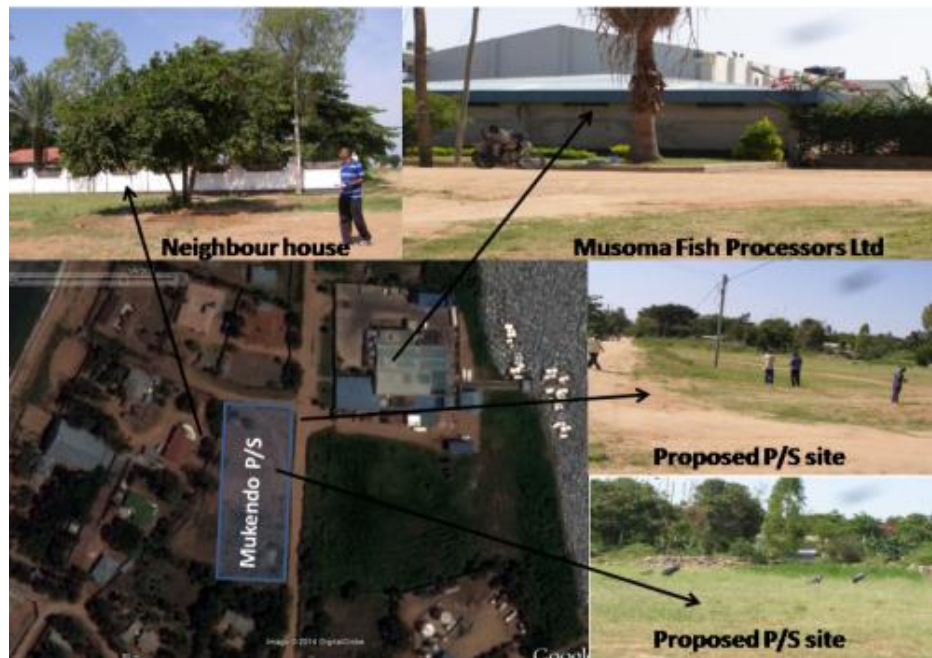 Neighbour house
Musoma Fish Processors Ltd
Mukendo P/S
Proposed P/S site
Proposed P/S site
Image © 2014 DigitalGlobe
Google